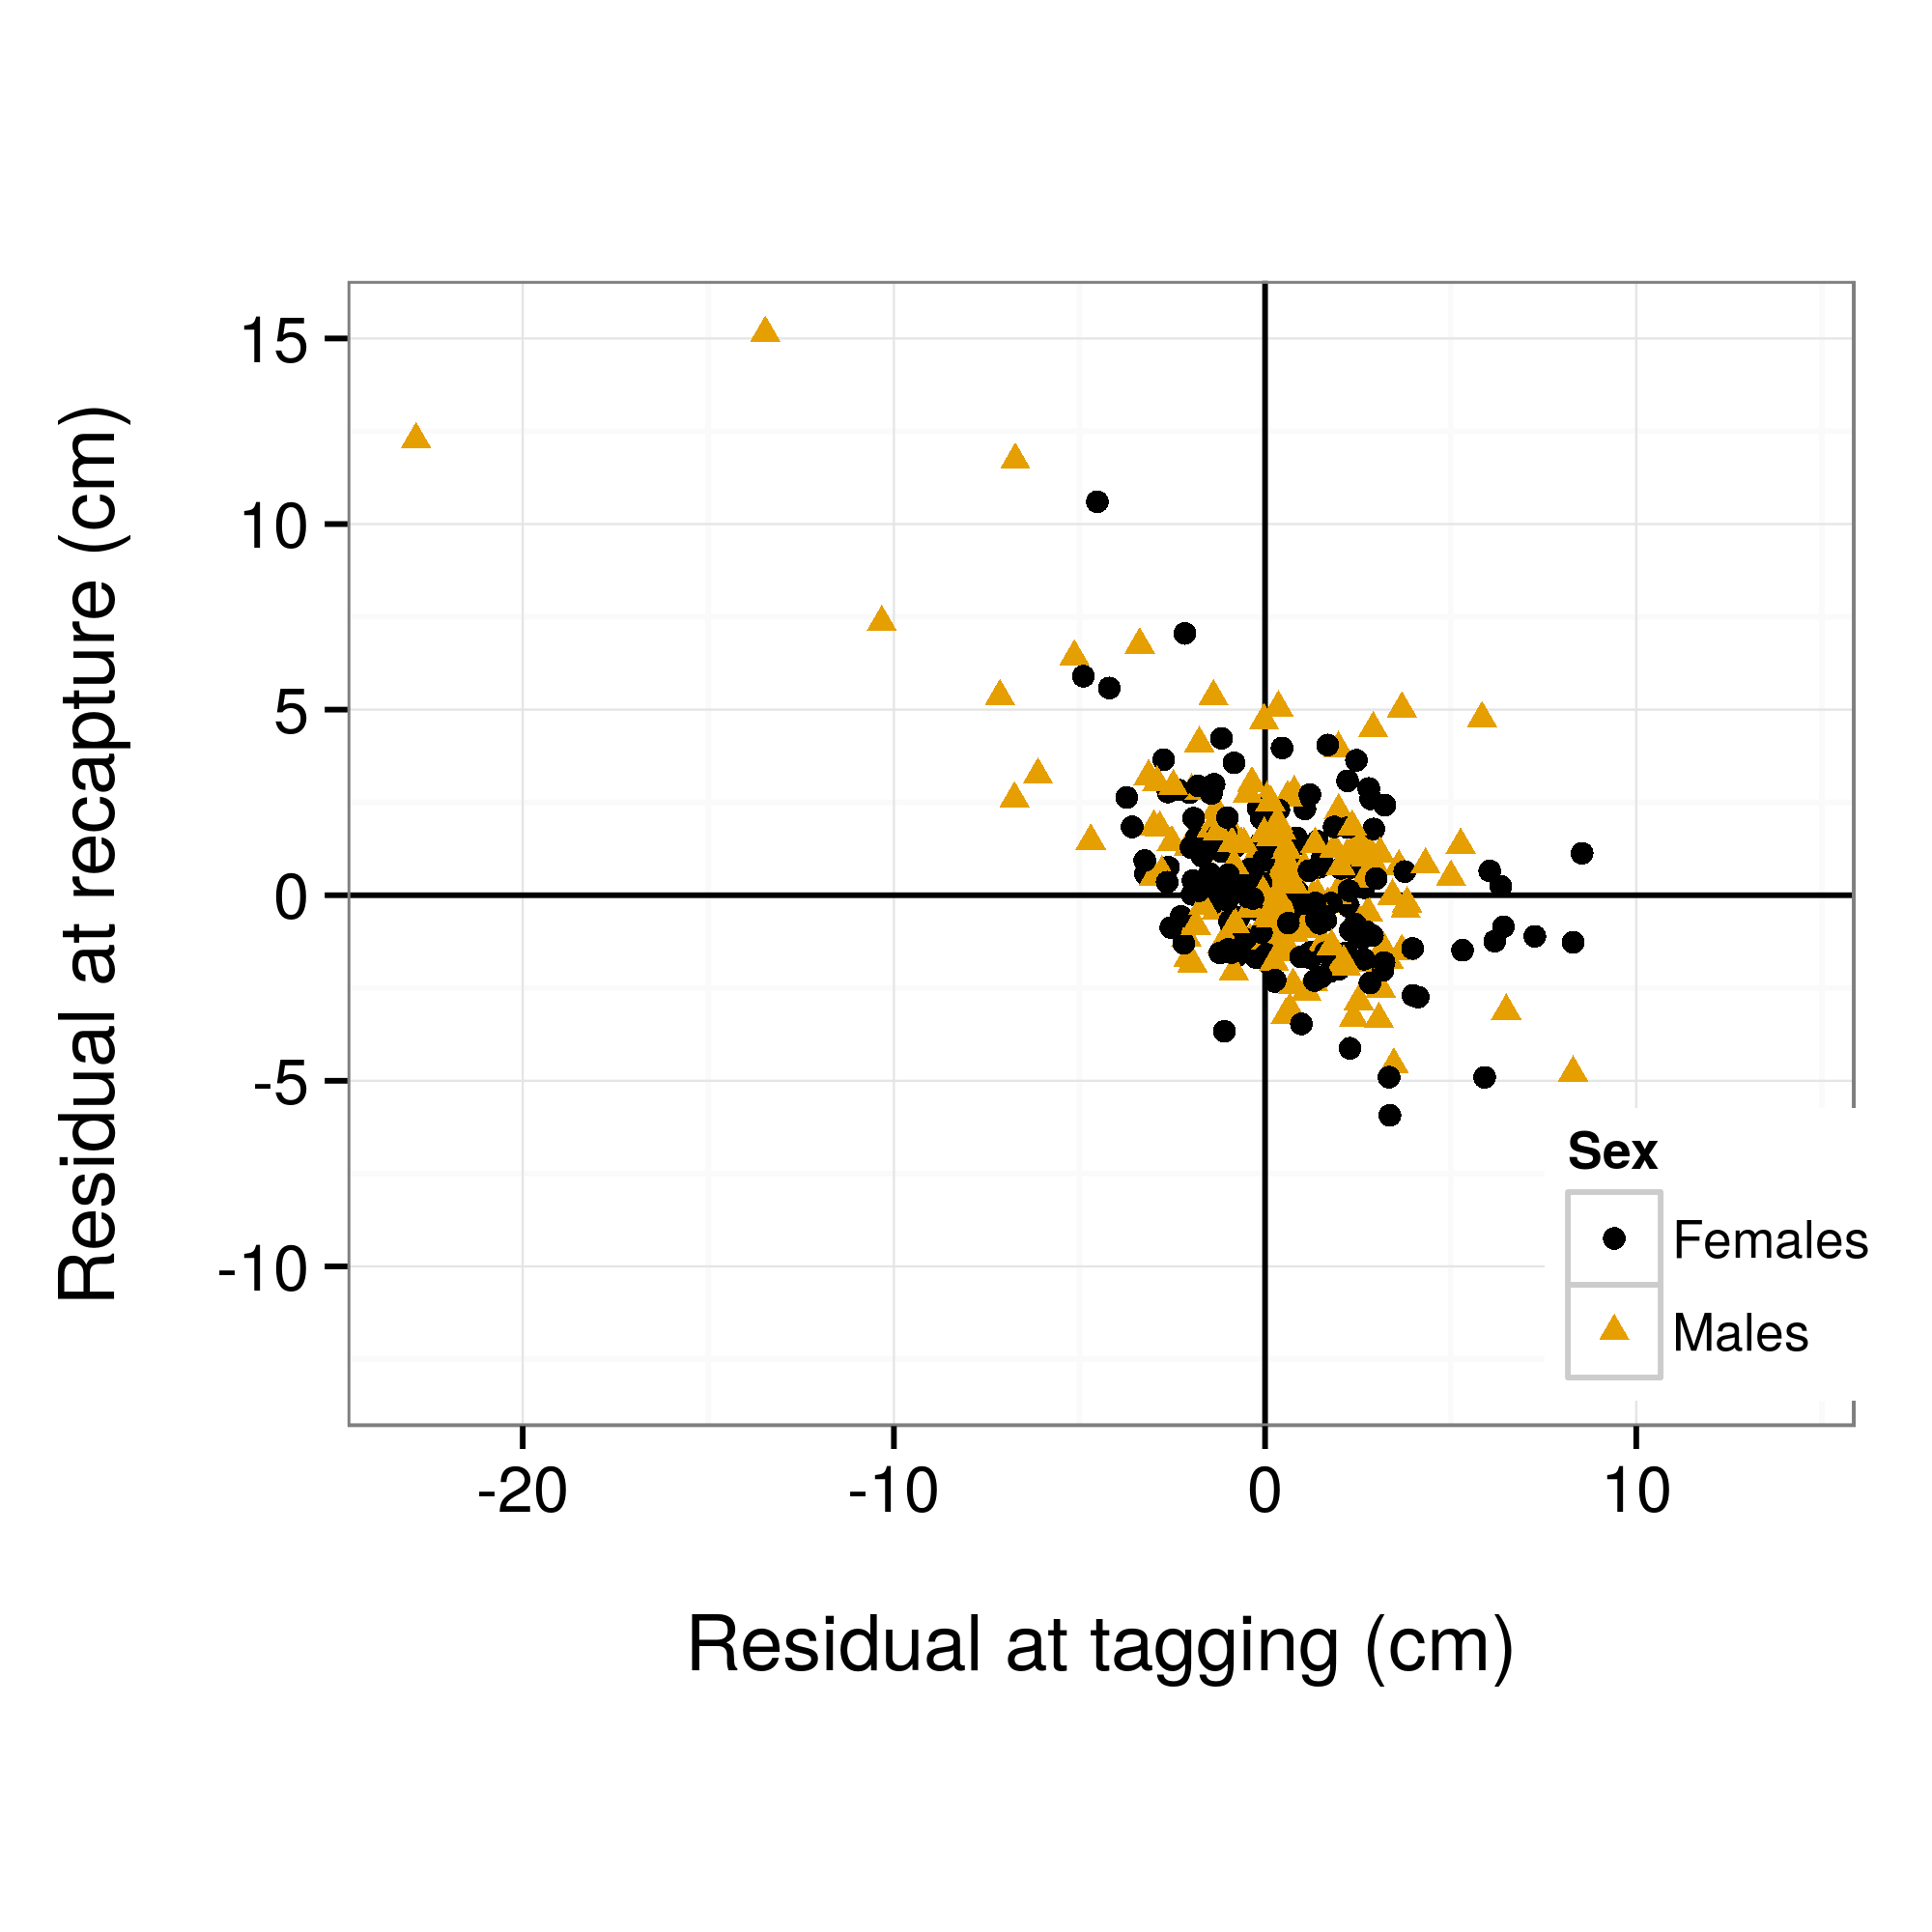 Residual at recapture (cm)
15
10
5
0
-5
-10
-20
-10
0
10
Residual at tagging (cm)
Sex
Females
Males